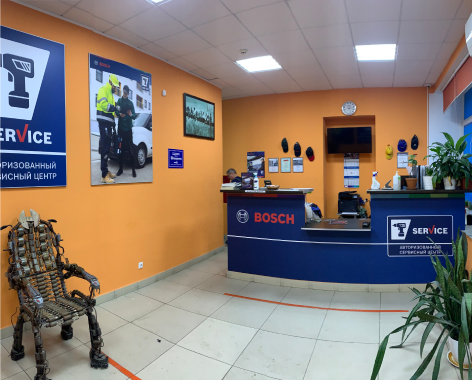 SERVICE
АВТОРИЗОВАННЫЙ
СЕРВИСНЫЙ ЦЕНТР
BOSCH
BOSCH
SERVICE
АВТОРИЗОВАННЫЙ
СЕРВИСНЫЙ ЦЕНТР